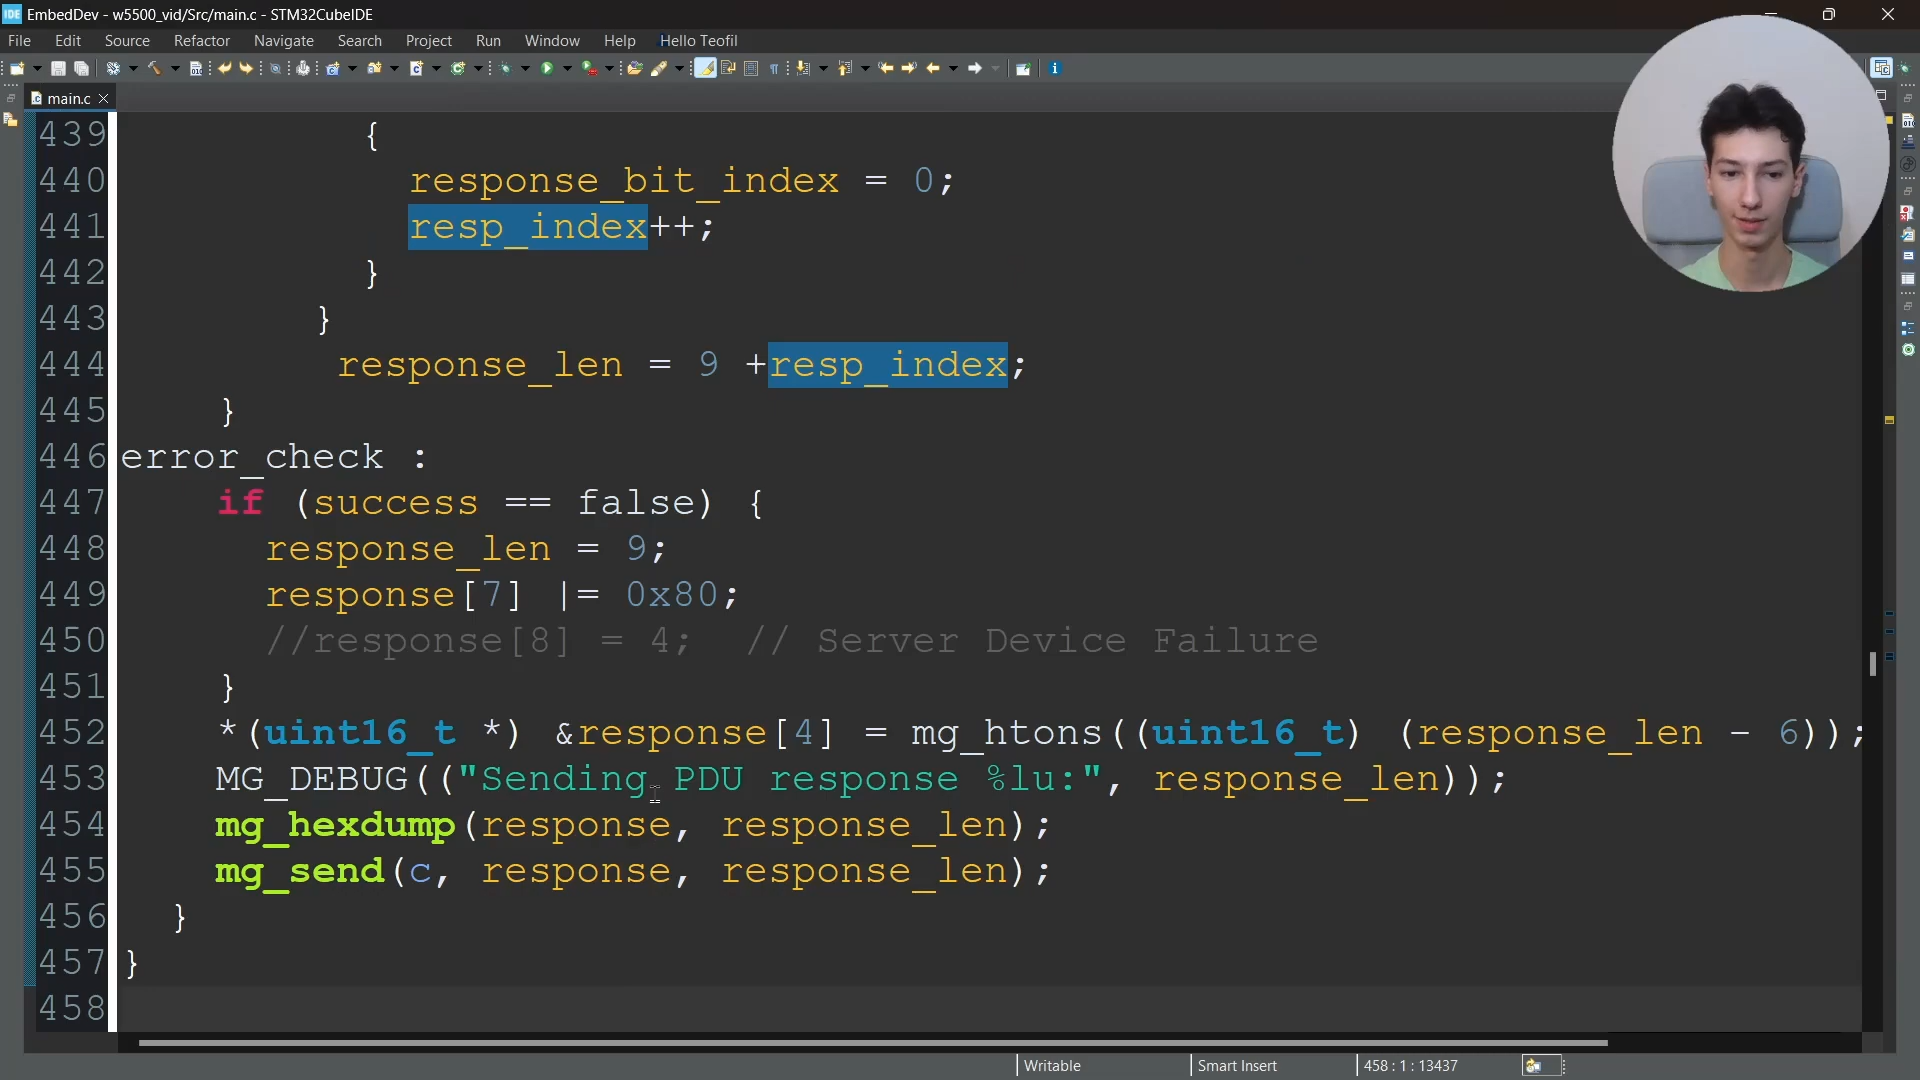 IDE EmbedDev - w5500_vid/Src/main.c - STM32CubeIDE
File Edit Source Refactor Navigate Search Project Run Window Help Hello Teofil
main.c
439 {
440 response_bit_index = 0;
441 resp_index++;
442 }
443 }
444 response_len = 9 +resp_index;
445 }
446 error_check :
447 if (success == false) {
448 response_len = 9;
449 response[7] |= 0x80;
450 //response[8] = 4; // Server Device Failure
451 }
452 *(uint16_t *) &response[4] = mg_htons((uint16_t) (response_len - 6));
453 MG_DEBUG(("Sending PDU response %lu:", response_len));
454 mg_hexdump(response, response_len);
455 mg_send(c, response, response_len);
456 }
457 }
458
Writable Smart Insert 458 : 1 : 13437